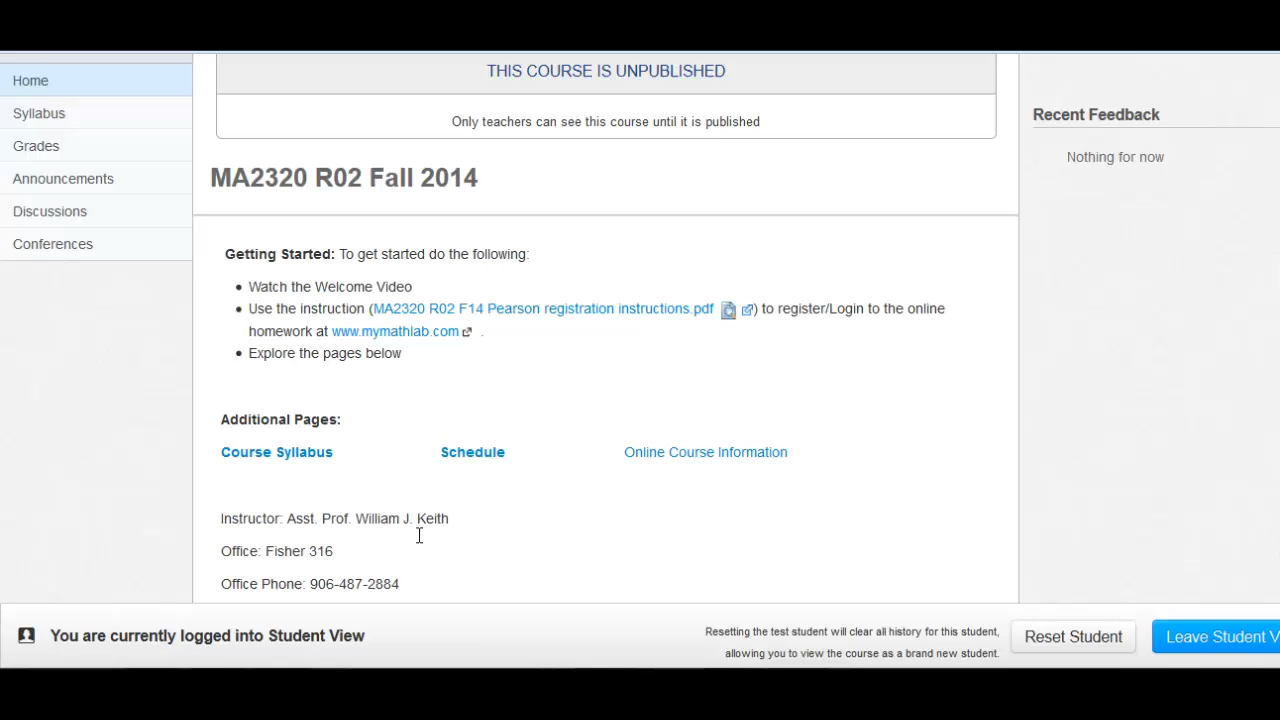 THIS COURSE IS UNPUBLISHED
Only teachers can see this course until it is published
Home
Syllabus
Grades
Announcements
Discussions
Conferences
MA2320 R02 Fall 2014
Getting Started: To get started do the following:
• Watch the Welcome Video
• Use the instruction (MA2320 R02 F14 Pearson registration instructions.pdf ) to register/Login to the online
homework at www.mymathlab.com .
• Explore the pages below
Additional Pages:
Course Syllabus Schedule Online Course Information
Instructor: Asst. Prof. William J. Keith
Office: Fisher 316
Office Phone: 906-487-2884
Recent Feedback
Nothing for now
You are currently logged into Student View
Resetting the test student will clear all history for this student,
allowing you to view the course as a brand new student.
Reset Student
Leave Student V